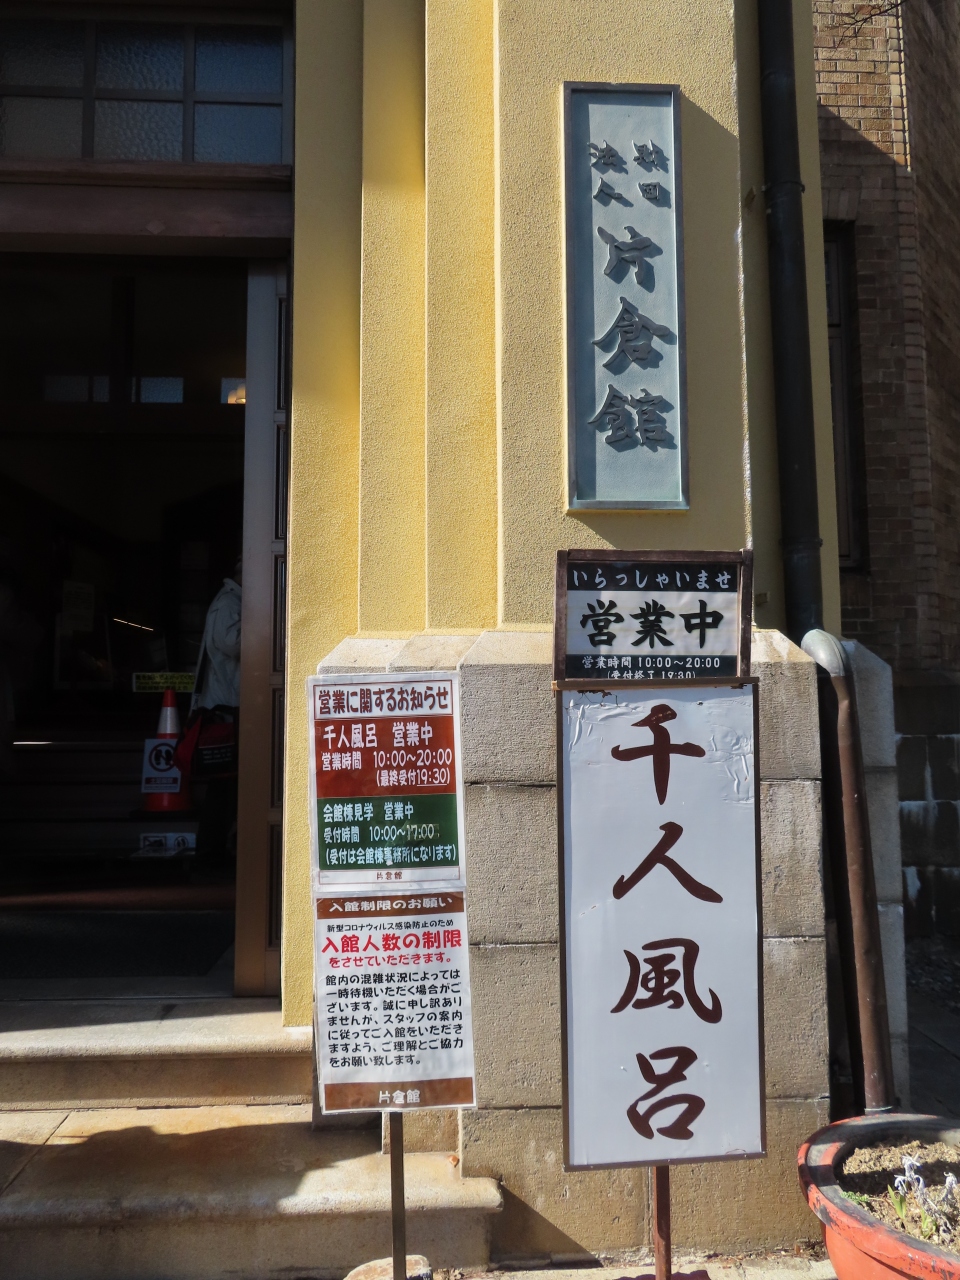 財団
法人
片倉館
いらっしゃいませ
営業中
営業時間 10:00〜20:00
(受付終了 19:30)
千人風呂
営業に関するお知らせ
千人風呂 営業中
営業時間 10:00〜20:00
(最終受付19:30)
会館棟見学 営業中
受付時間 10:00〜17:00
(受付は会館棟事務所になります)
片倉館
入館制限のお願い
新型コロナウィルス感染防止のため
入館人数の制限
をさせていただきます。
館内の混雑状況によっては
一時待機いただく場合がご
ざいます。誠に申し訳あり
ませんが、スタッフの案内
に従ってご入館をいただき
ますよう、ご理解とご協力
をお願い致します。
片倉館